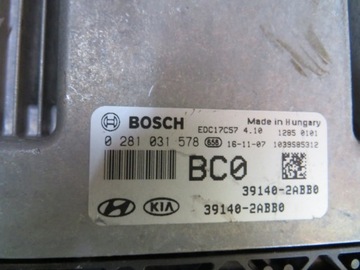 BOSCH EDC17C57 4.10 Made in Hungary
1285 0101
0 281 031 578 658 16-11-07 1039S85312
BC0
39140-2ABB0
KIA 39140-2ABB0